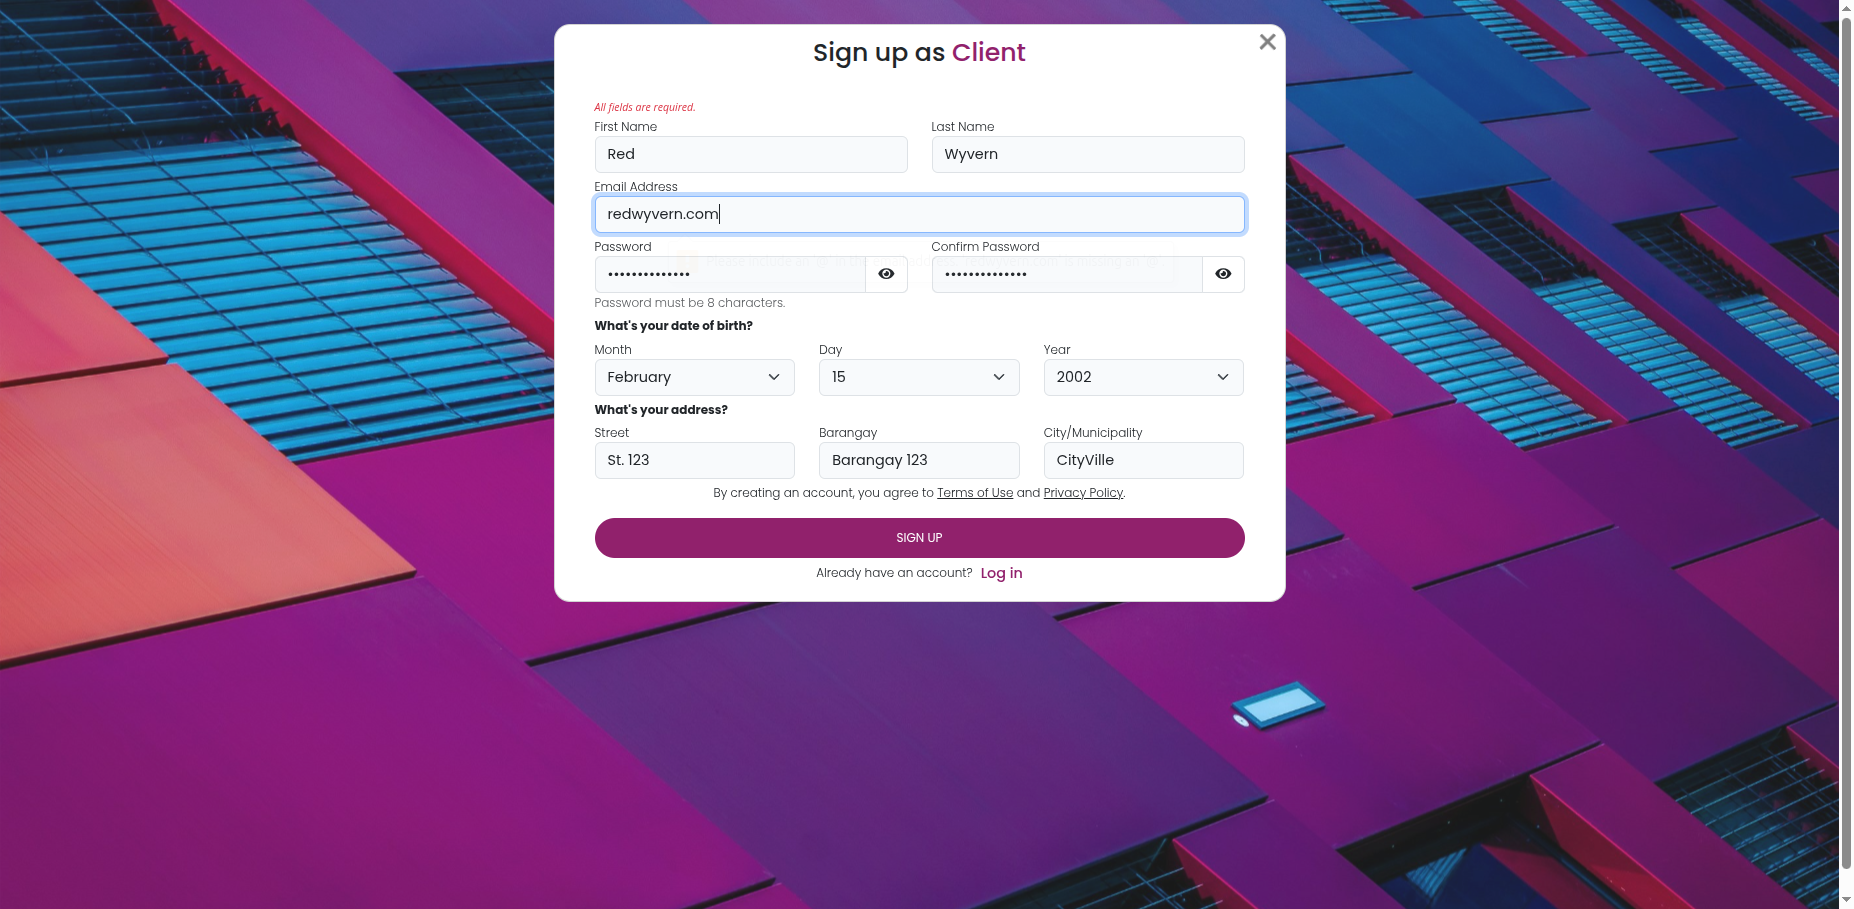 Sign up as Client
All fields are required.
First Name Last Name
Red Wyvern
Email Address
redwyvern.com
Password Confirm Password
•••••••••••••• ••••••••••••••
Password must be 8 characters.
What's your date of birth?
Month Day Year
February 15 2002
What's your address?
Street Barangay City/Municipality
St. 123 Barangay 123 CityVille
By creating an account, you agree to Terms of Use and Privacy Policy.
SIGN UP
Already have an account? Log in